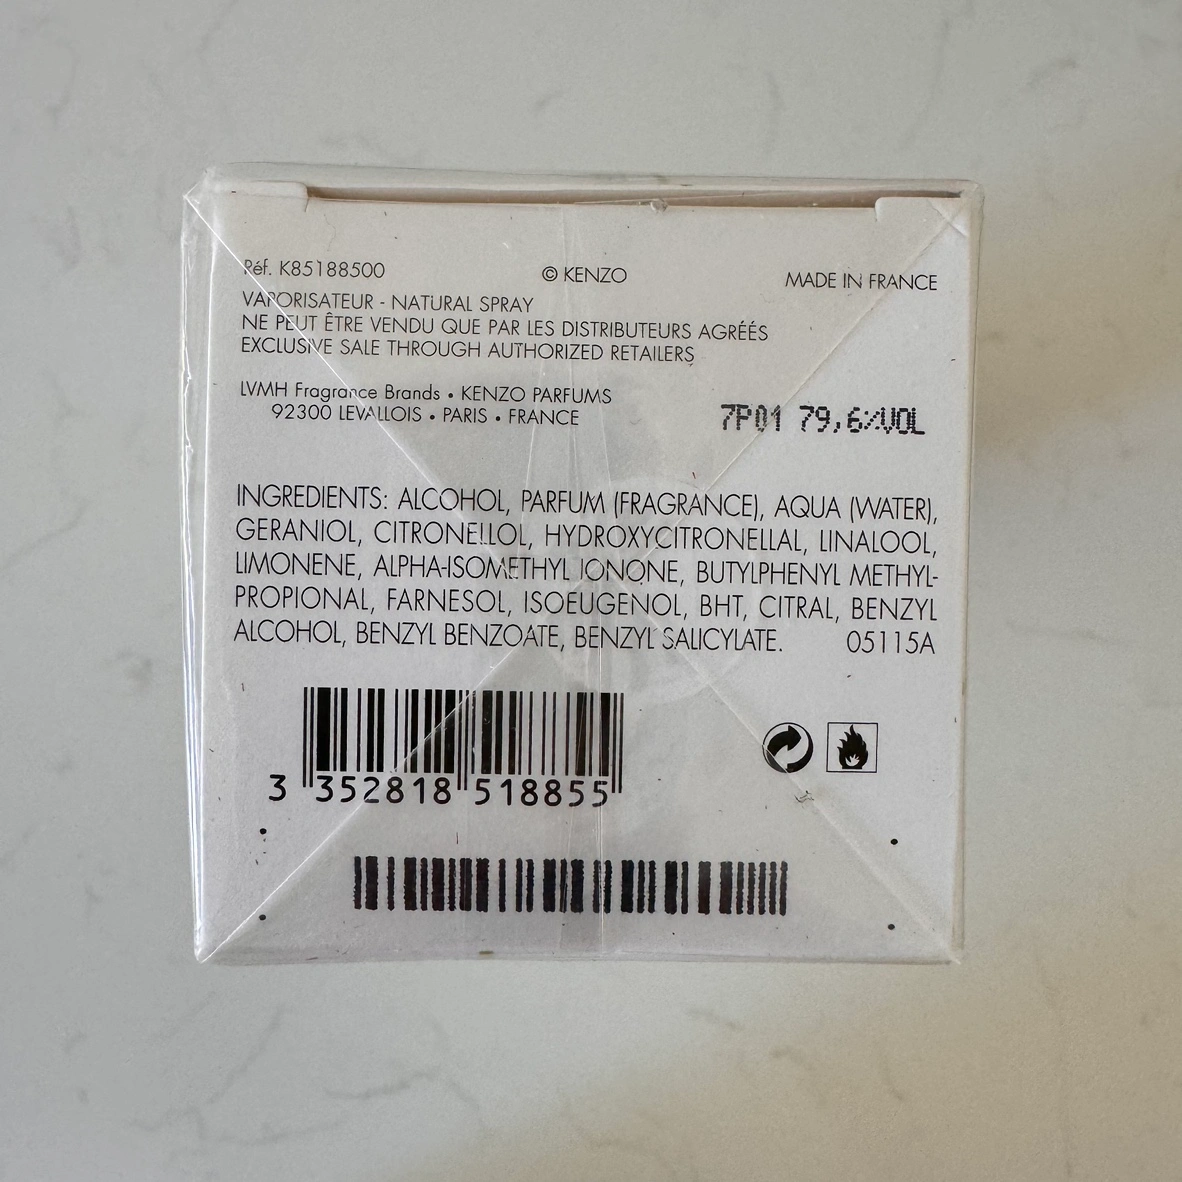 Réf. K85188500 © KENZO MADE IN FRANCE
VAPORISATEUR - NATURAL SPRAY
NE PEUT ÊTRE VENDU QUE PAR LES DISTRIBUTEURS AGRÉÉS
EXCLUSIVE SALE THROUGH AUTHORIZED RETAILERS
LVMH Fragrance Brands • KENZO PARFUMS
92300 LEVALLOIS • PARIS • FRANCE
7P01 79,6%VOL
INGREDIENTS: ALCOHOL, PARFUM (FRAGRANCE), AQUA (WATER),
GERANIOL, CITRONELLOL, HYDROXYCITRONELLAL, LINALOOL,
LIMONENE, ALPHA-ISOMETHYL IONONE, BUTYLPHENYL METHYL-
PROPIONAL, FARNESOL, ISOEUGENOL, BHT, CITRAL, BENZYL
ALCOHOL, BENZYL BENZOATE, BENZYL SALICYLATE. 05115A
3 352818 518855